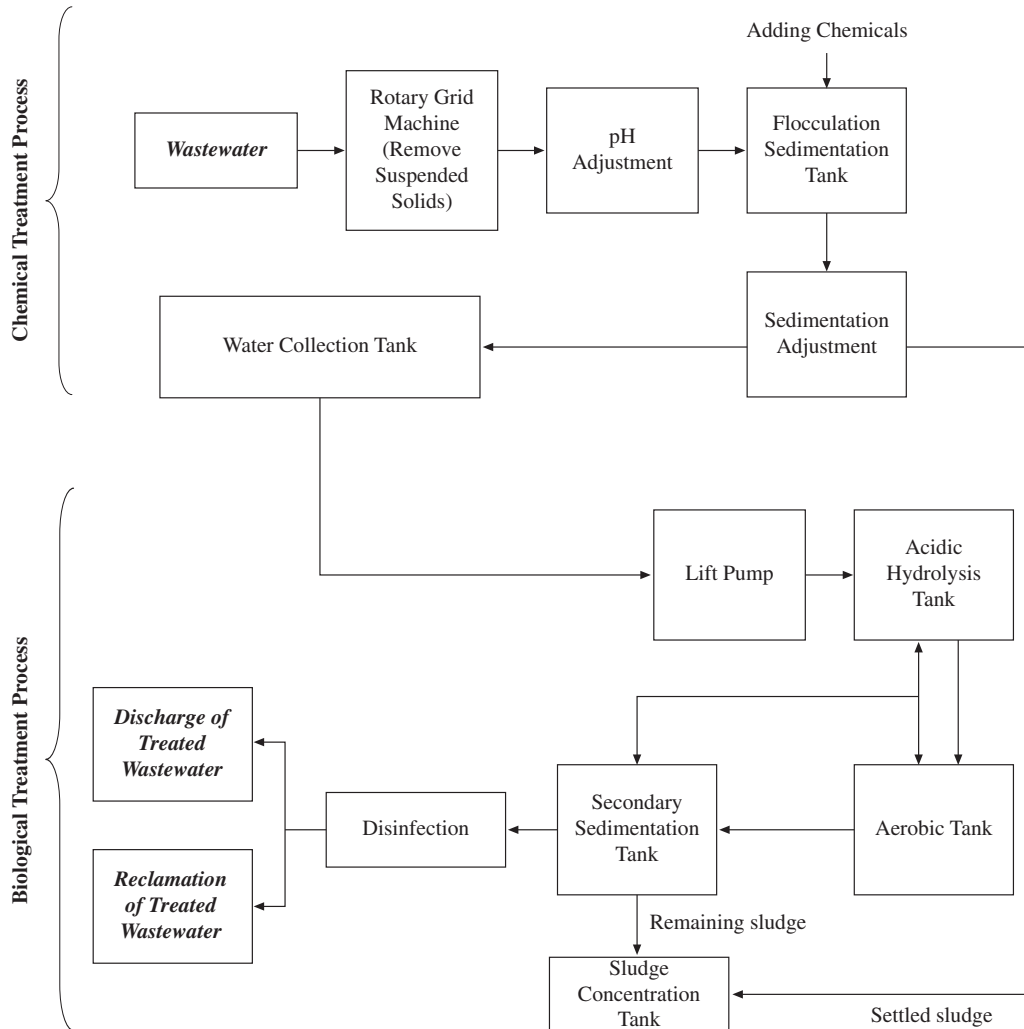 Chemical Treatment Process
Adding Chemicals
Wastewater
Rotary Grid
Machine
(Remove
Suspended
Solids)
pH
Adjustment
Flocculation
Sedimentation
Tank
Water Collection Tank
Sedimentation
Adjustment
Biological Treatment Process
Lift Pump
Acidic
Hydrolysis
Tank
Discharge of
Treated
Wastewater
Disinfection
Secondary
Sedimentation
Tank
Aerobic Tank
Reclamation
of Treated
Wastewater
Remaining sludge
Sludge
Concentration
Tank
Settled sludge